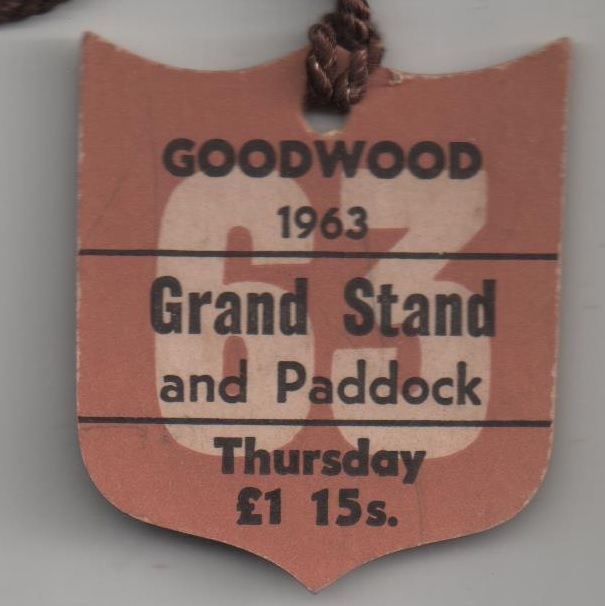 GOODWOOD
1963
63
Grand Stand
and Paddock
Thursday
£1 15s.